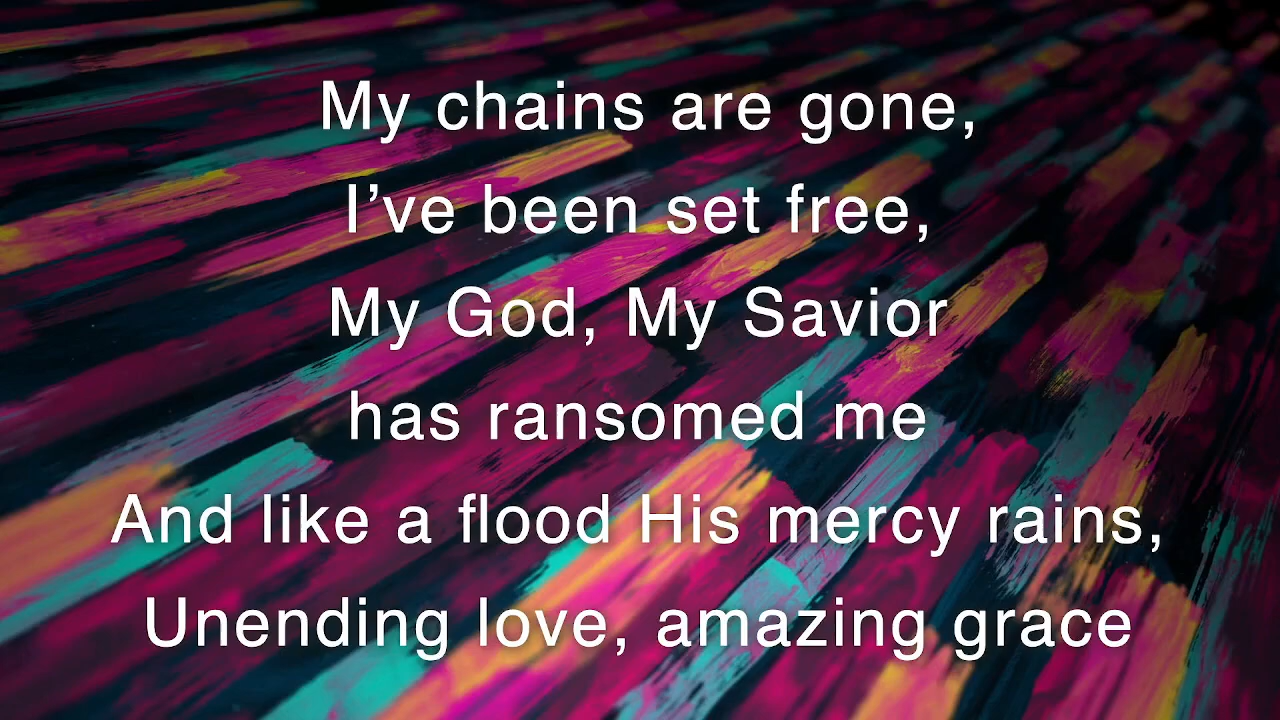 My chains are gone,
I’ve been set free,
My God, My Savior
has ransomed me
And like a flood His mercy rains,
Unending love, amazing grace